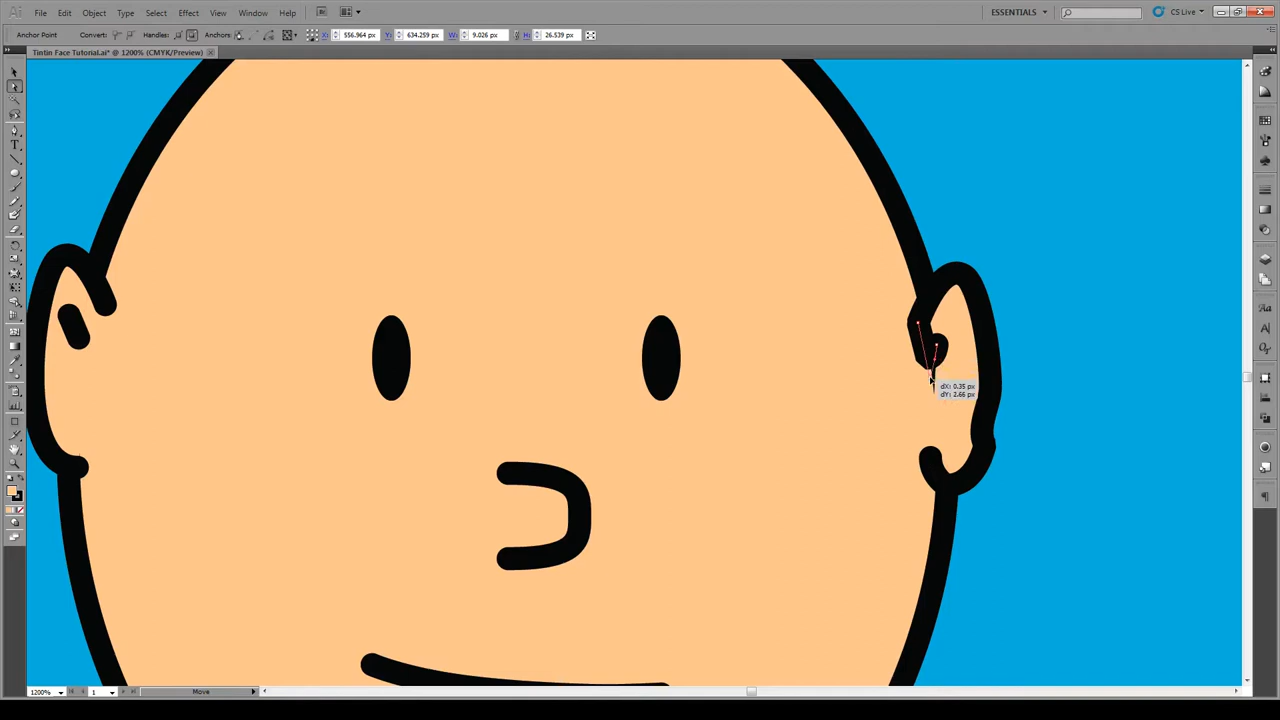 Ai File Edit Object Type Select Effect View Window Help ESSENTIALS CS Live
Anchor Point Convert: Handles: Anchors: X: 556.964 px Y: 634.259 px W: 9.026 px H: 26.539 px
Tintin Face Tutorial.ai* @ 1200% (CMYK/Preview)
dX: 0.35 px
dY: 2.66 px
1200% 1 Move